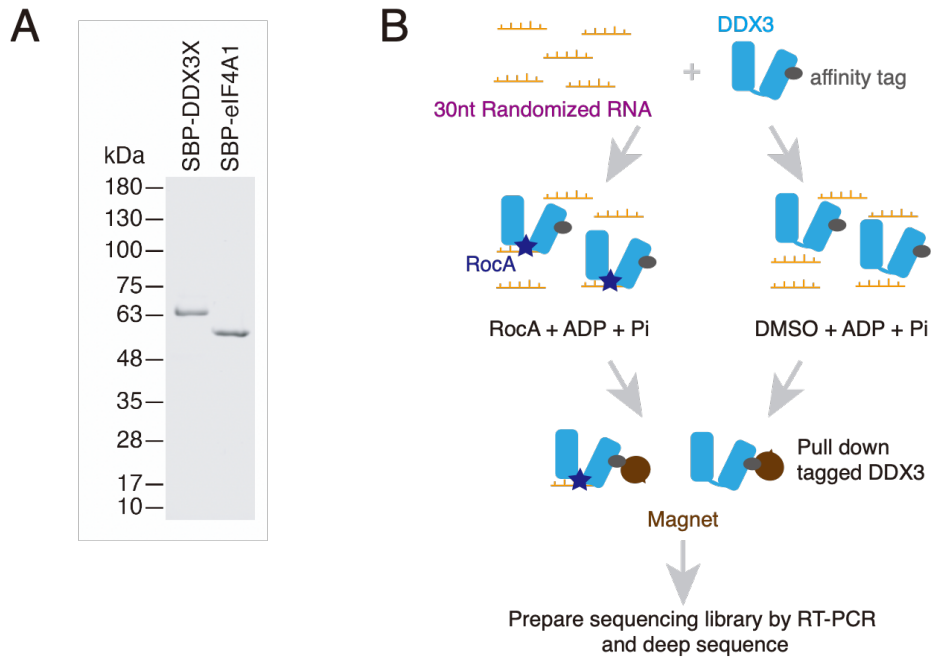 A
kDa
SBP-DDX3X
SBP-eIF4A1
180
130
100
75
63
48
35
28
17
10
B
DDX3
affinity tag
30nt Randomized RNA
RocA
RocA + ADP + Pi
DMSO + ADP + Pi
Pull down
tagged DDX3
Magnet
Prepare sequencing library by RT-PCR
and deep sequence